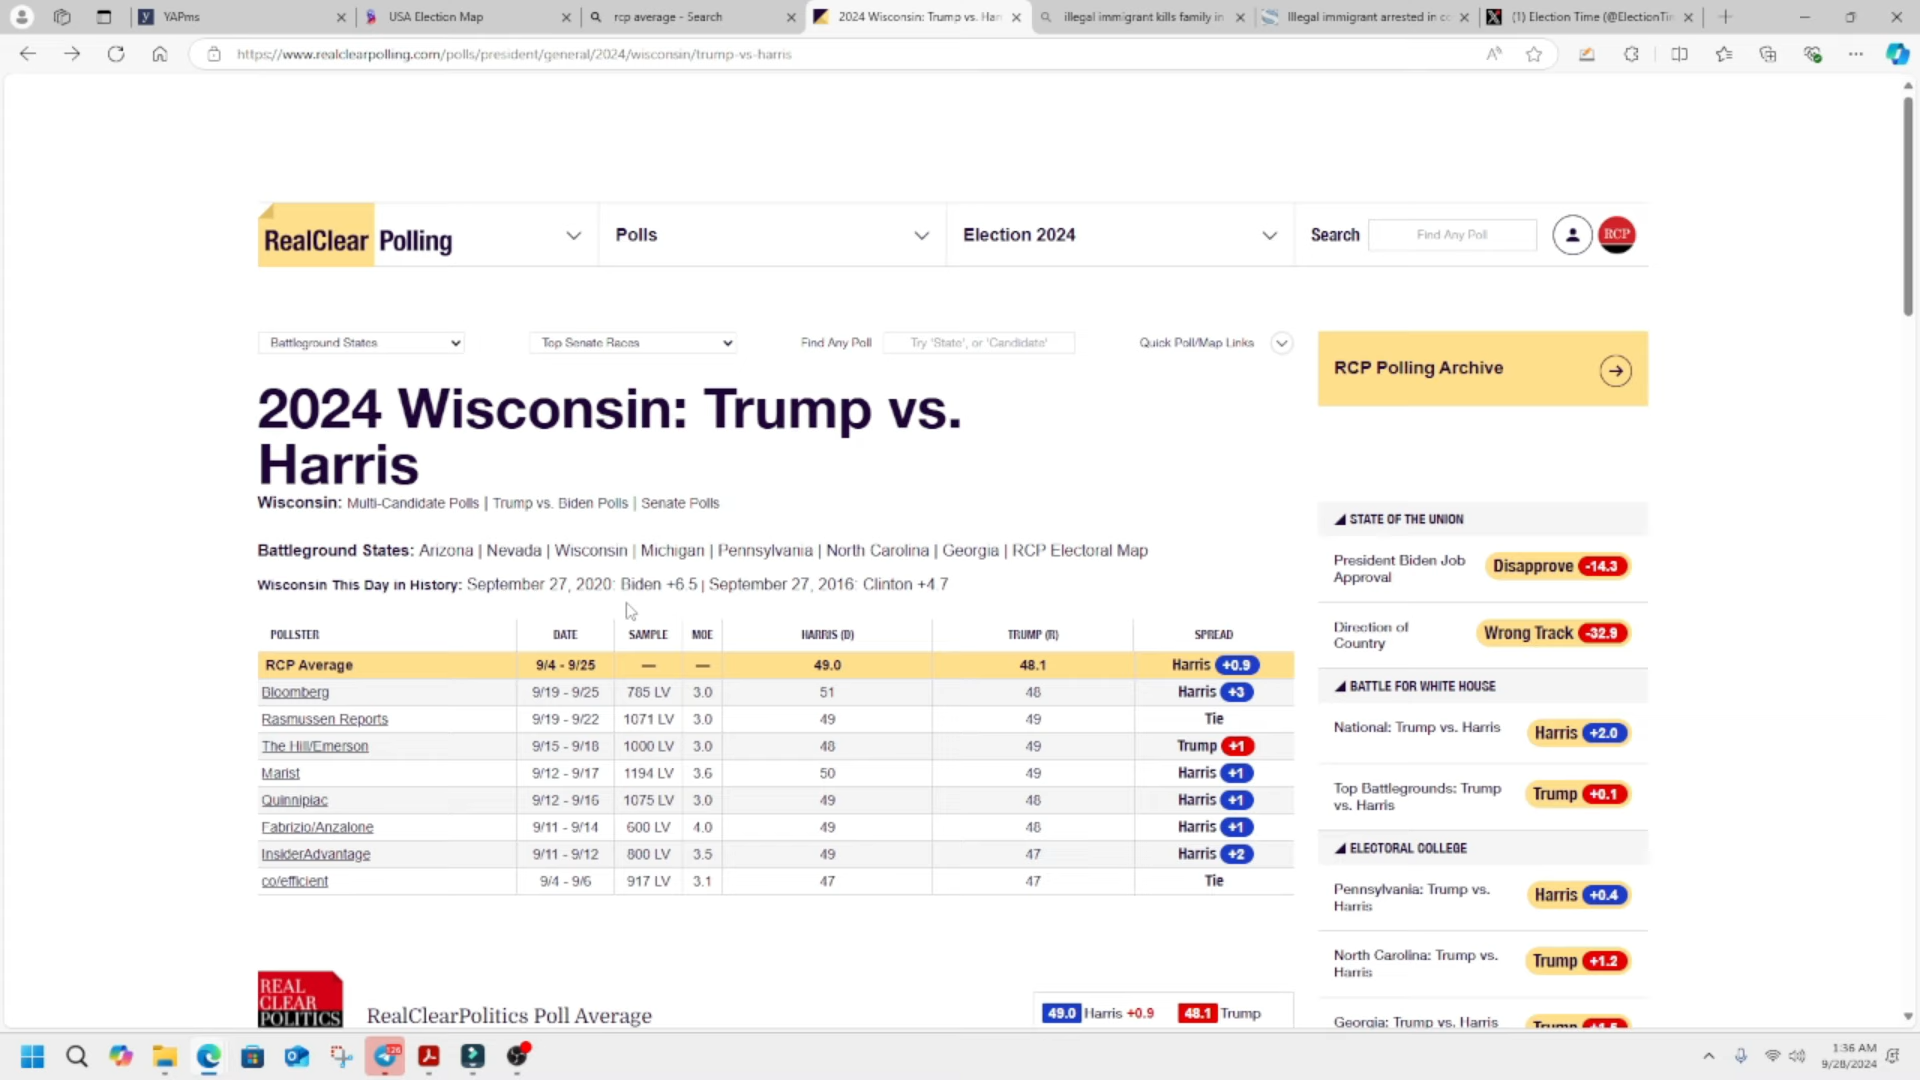 YAPms
USA Election Map
rcp average - Search
2024 Wisconsin: Trump vs. Har
illegal immigrant kills family in
Illegal immigrant arrested in cc
(1) Election Time (@ElectionTin
https://www.realclearpolling.com/polls/president/general/2024/wisconsin/trump-vs-harris
RealClear Polling
Polls
Election 2024
Search
Find Any Poll
RCP
Battleground States
Top Senate Races
Find Any Poll
Try 'State', or 'Candidate'
Quick Poll/Map Links
RCP Polling Archive
2024 Wisconsin: Trump vs.
Harris
Wisconsin: Multi-Candidate Polls | Trump vs. Biden Polls | Senate Polls
Battleground States: Arizona | Nevada | Wisconsin | Michigan | Pennsylvania | North Carolina | Georgia | RCP Electoral Map
Wisconsin This Day in History: September 27, 2020: Biden +6.5 | September 27, 2016: Clinton +4.7
POLLSTER DATE SAMPLE MOE HARRIS (D) TRUMP (R) SPREAD
RCP Average 9/4 - 9/25 — — 49.0 48.1 Harris +0.9
Bloomberg 9/19 - 9/25 785 LV 3.0 51 48 Harris +3
Rasmussen Reports 9/19 - 9/22 1071 LV 3.0 49 49 Tie
The Hill/Emerson 9/15 - 9/18 1000 LV 3.0 48 49 Trump +1
Marist 9/12 - 9/17 1194 LV 3.6 50 49 Harris +1
Quinnipiac 9/12 - 9/16 1075 LV 3.0 49 48 Harris +1
Fabrizio/Anzalone 9/11 - 9/14 600 LV 4.0 49 48 Harris +1
InsiderAdvantage 9/11 - 9/12 800 LV 3.5 49 47 Harris +2
co/efficient 9/4 - 9/6 917 LV 3.1 47 47 Tie
REAL
CLEAR
POLITICS
RealClearPolitics Poll Average
49.0 Harris +0.9 48.1 Trump
STATE OF THE UNION
President Biden Job
Approval
Disapprove -14.3
Direction of
Country
Wrong Track -32.9
BATTLE FOR WHITE HOUSE
National: Trump vs. Harris
Harris +2.0
Top Battlegrounds: Trump
vs. Harris
Trump +0.1
ELECTORAL COLLEGE
Pennsylvania: Trump vs.
Harris
Harris +0.4
North Carolina: Trump vs.
Harris
Trump +1.2
Georgia: Trump vs. Harris
Trump
1:36 AM
9/28/2024